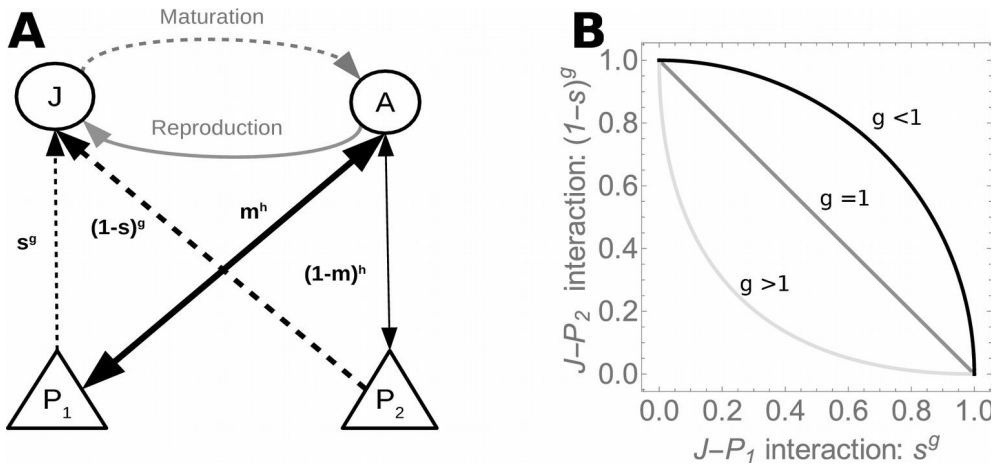 A
Maturation
J
A
Reproduction
s^g
(1-s)^g
m^h
(1-m)^h
P₁
P₂
B
J–P₂ interaction: (1-s)^g
1.0
0.8
0.6
0.4
0.2
0.0
g <1
g =1
g >1
0.0 0.2 0.4 0.6 0.8 1.0
J–P₁ interaction: s^g